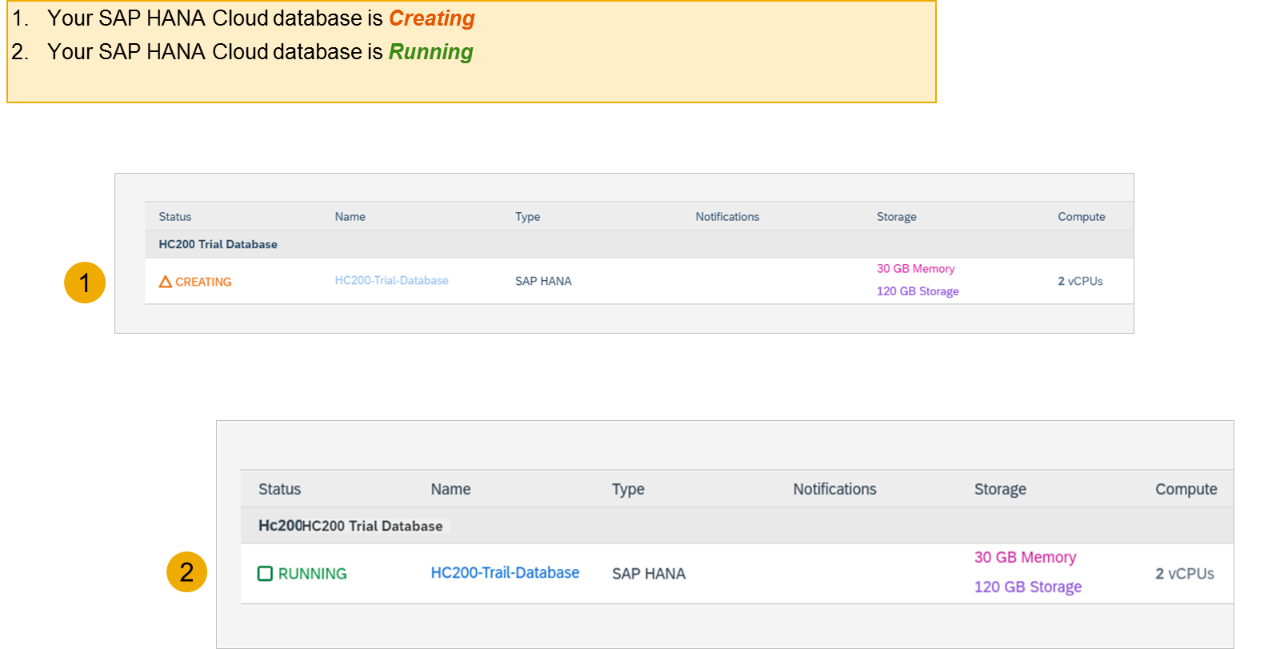 1. Your SAP HANA Cloud database is Creating
2. Your SAP HANA Cloud database is Running
Status Name Type Notifications Storage Compute
HC200 Trial Database
1
CREATING HC200-Trial-Database SAP HANA 30 GB Memory 2 vCPUs
120 GB Storage
Status Name Type Notifications Storage Compute
Hc200HC200 Trial Database
2
RUNNING HC200-Trail-Database SAP HANA 30 GB Memory 2 vCPUs
120 GB Storage